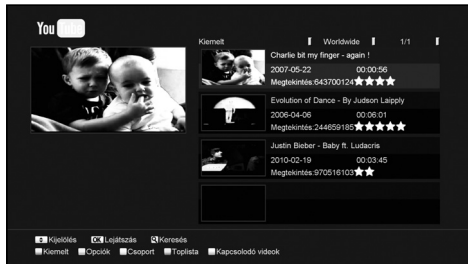 You Tube
Kiemelt Worldwide 1/1
Charlie bit my finger - again !
2007-05-22 00:00:56
Megtekintés:643700124
Evolution of Dance - By Judson Laipply
2006-04-06 00:06:01
Megtekintés:244659185
Justin Bieber - Baby ft. Ludacris
2010-02-19 00:03:45
Megtekintés:970516103
Kijelölés OK Lejátszás Keresés
Kiemelt Opciók Csoport Toplista Kapcsolodó videok